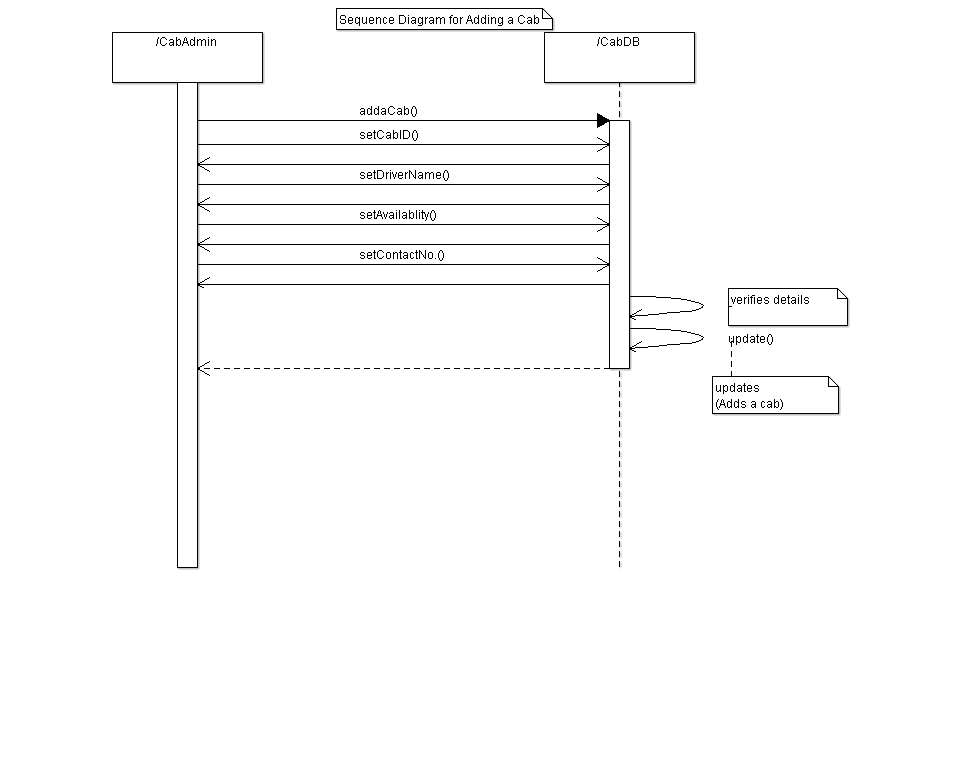 Sequence Diagram for Adding a Cab
/CabAdmin
/CabDB
addaCab()
setCabID()
setDriverName()
setAvailablity()
setContactNo.()
verifies details
update()
updates
(Adds a cab)